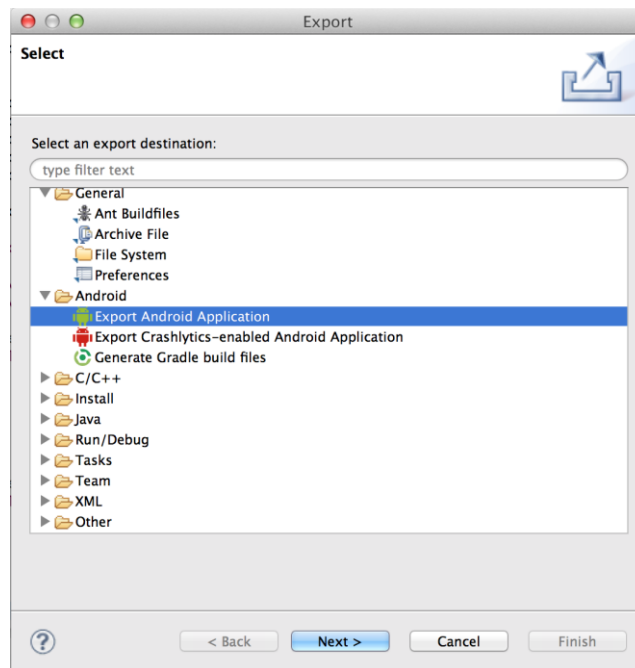 Export
Select
Select an export destination:
type filter text
General
Ant Buildfiles
Archive File
File System
Preferences
Android
Export Android Application
Export Crashlytics-enabled Android Application
Generate Gradle build files
C/C++
Install
Java
Run/Debug
Tasks
Team
XML
Other
?
< Back
Next >
Cancel
Finish